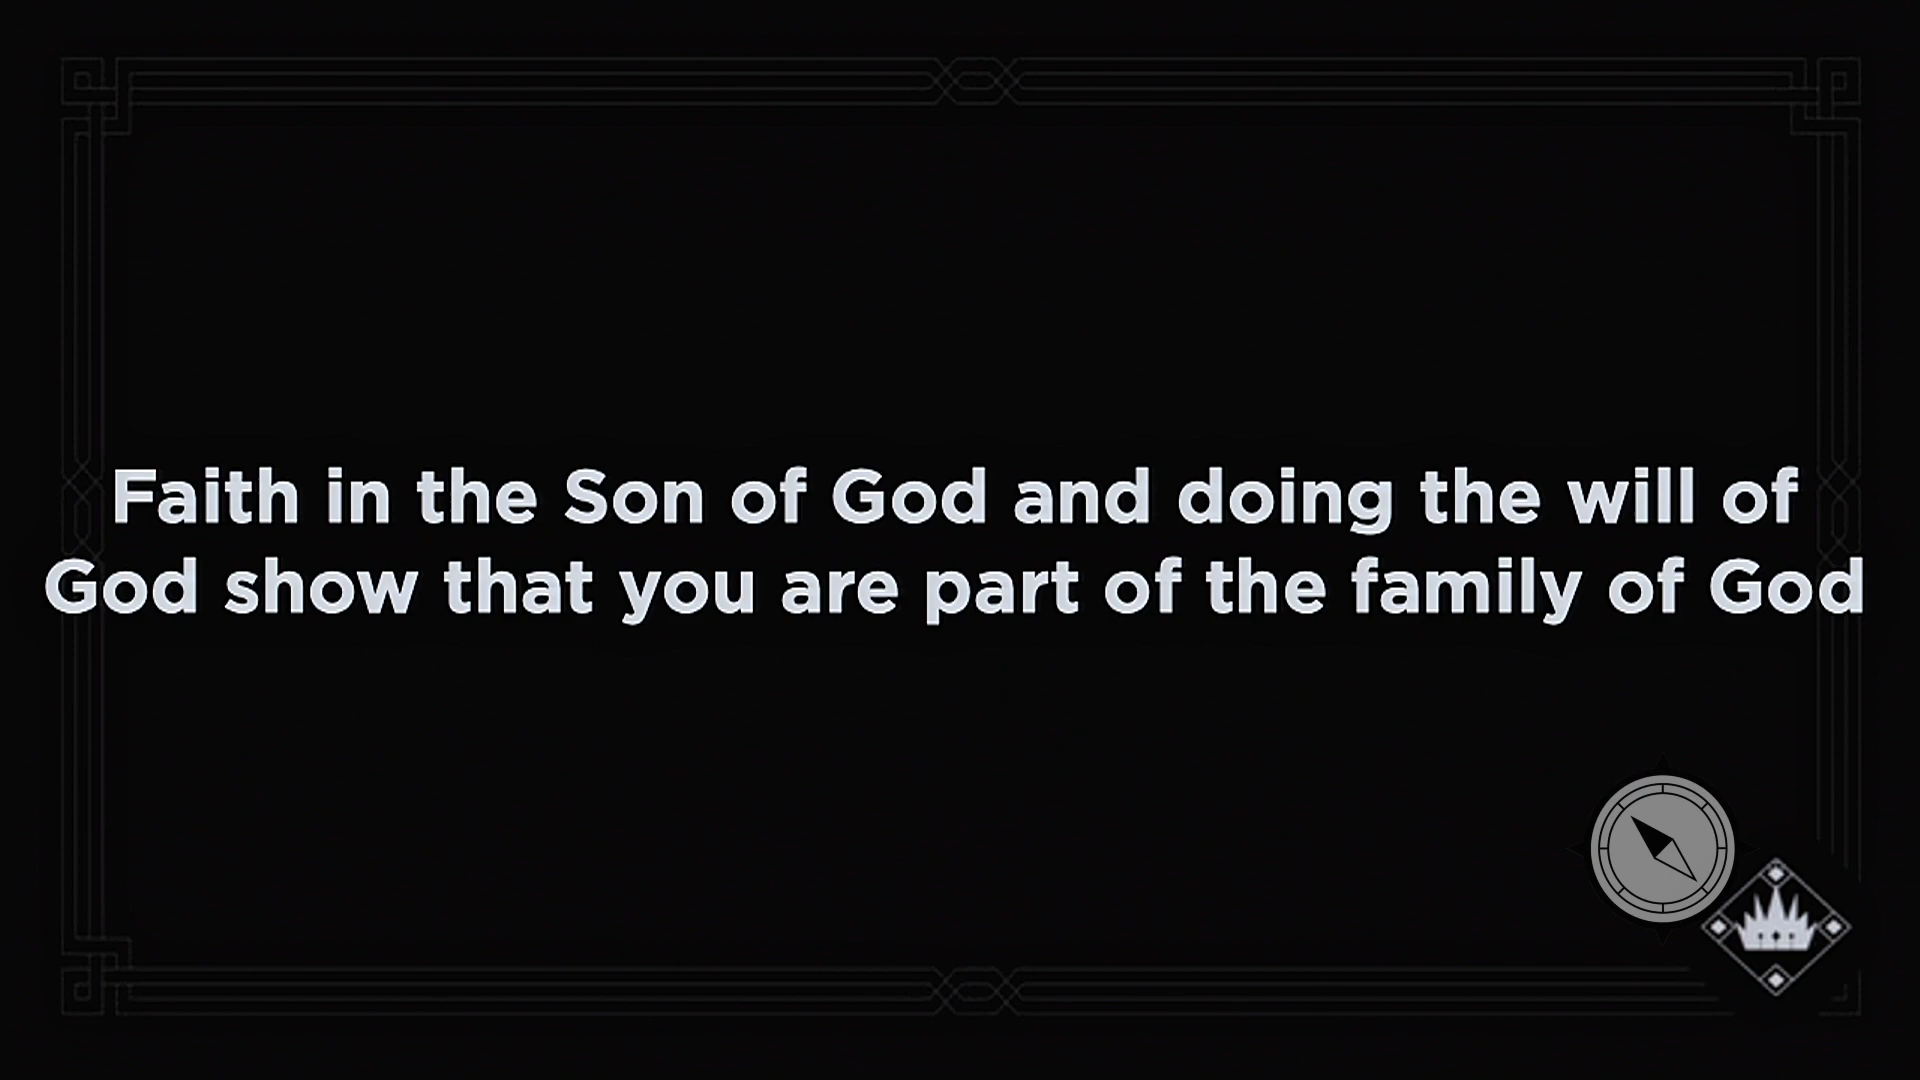 Faith in the Son of God and doing the will of
God show that you are part of the family of God